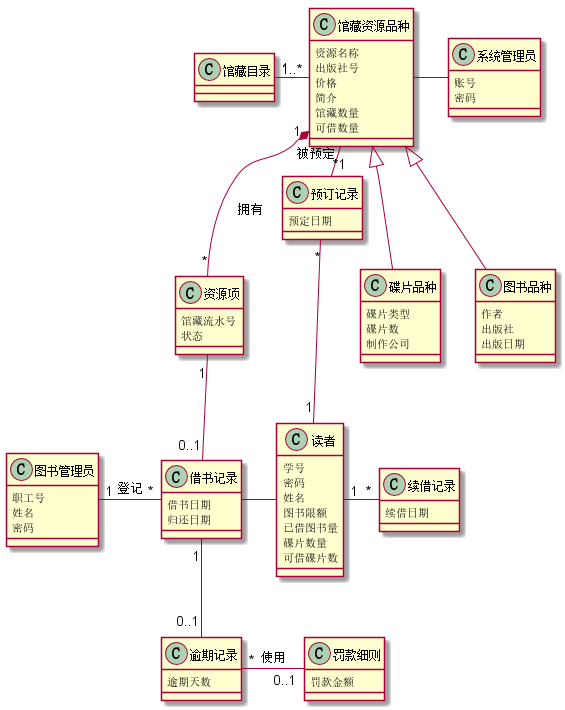 C 馆藏资源品种
资源名称
出版社号
价格
简介
馆藏数量
可借数量
C 馆藏目录
1..*
C 系统管理员
账号
密码
1
被预定
*1
拥有
*
C 预订记录
预定日期
*
1
C 资源项
馆藏流水号
状态
1
0..1
C 碟片品种
碟片类型
碟片数
制作公司
C 图书品种
作者
出版社
出版日期
C 图书管理员
职工号
姓名
密码
1 登记 *
C 借书记录
借书日期
归还日期
C 读者
学号
密码
姓名
图书限额
已借图书量
碟片数量
可借碟片数
1 *
C 续借记录
续借日期
1
0..1
C 逾期记录
逾期天数
* 使用
0..1
C 罚款细则
罚款金额